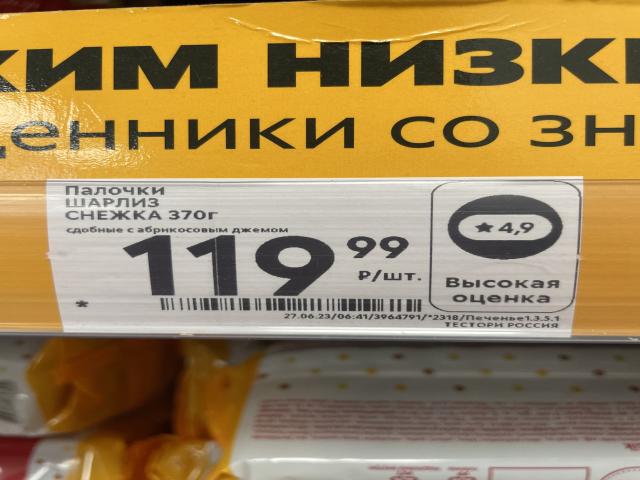 ким низки
ценники со зн
Палочки
ШАРЛИЗ
СНЕЖКА 370г
сдобные с абрикосовым джемом
119 99
₽/шт.
4,9
Высокая
оценка
*
27.06.23/06:41/3964791/*2318/Печенье1.3.5.1
ТЕСТОРИ РОССИЯ